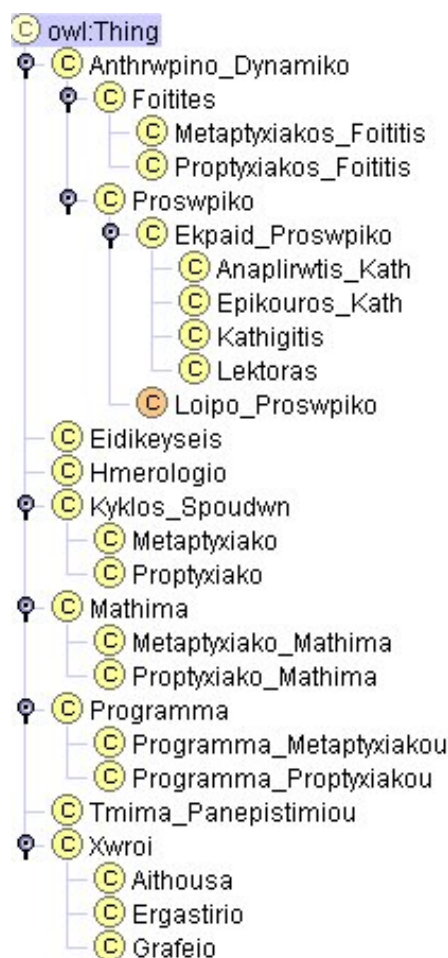 owl:Thing
Anthrwpino_Dynamiko
Foitites
Metaptyxiakos_Foititis
Proptyxiakos_Foititis
Proswpiko
Ekpaid_Proswpiko
Anaplirwtis_Kath
Epikouros_Kath
Kathigitis
Lektoras
Loipo_Proswpiko
Eidikeyseis
Hmerologio
Kyklos_Spoudwn
Metaptyxiako
Proptyxiako
Mathima
Metaptyxiako_Mathima
Proptyxiako_Mathima
Programma
Programma_Metaptyxiakou
Programma_Proptyxiakou
Tmima_Panepistimiou
Xwroi
Aithousa
Ergastirio
Grafeio